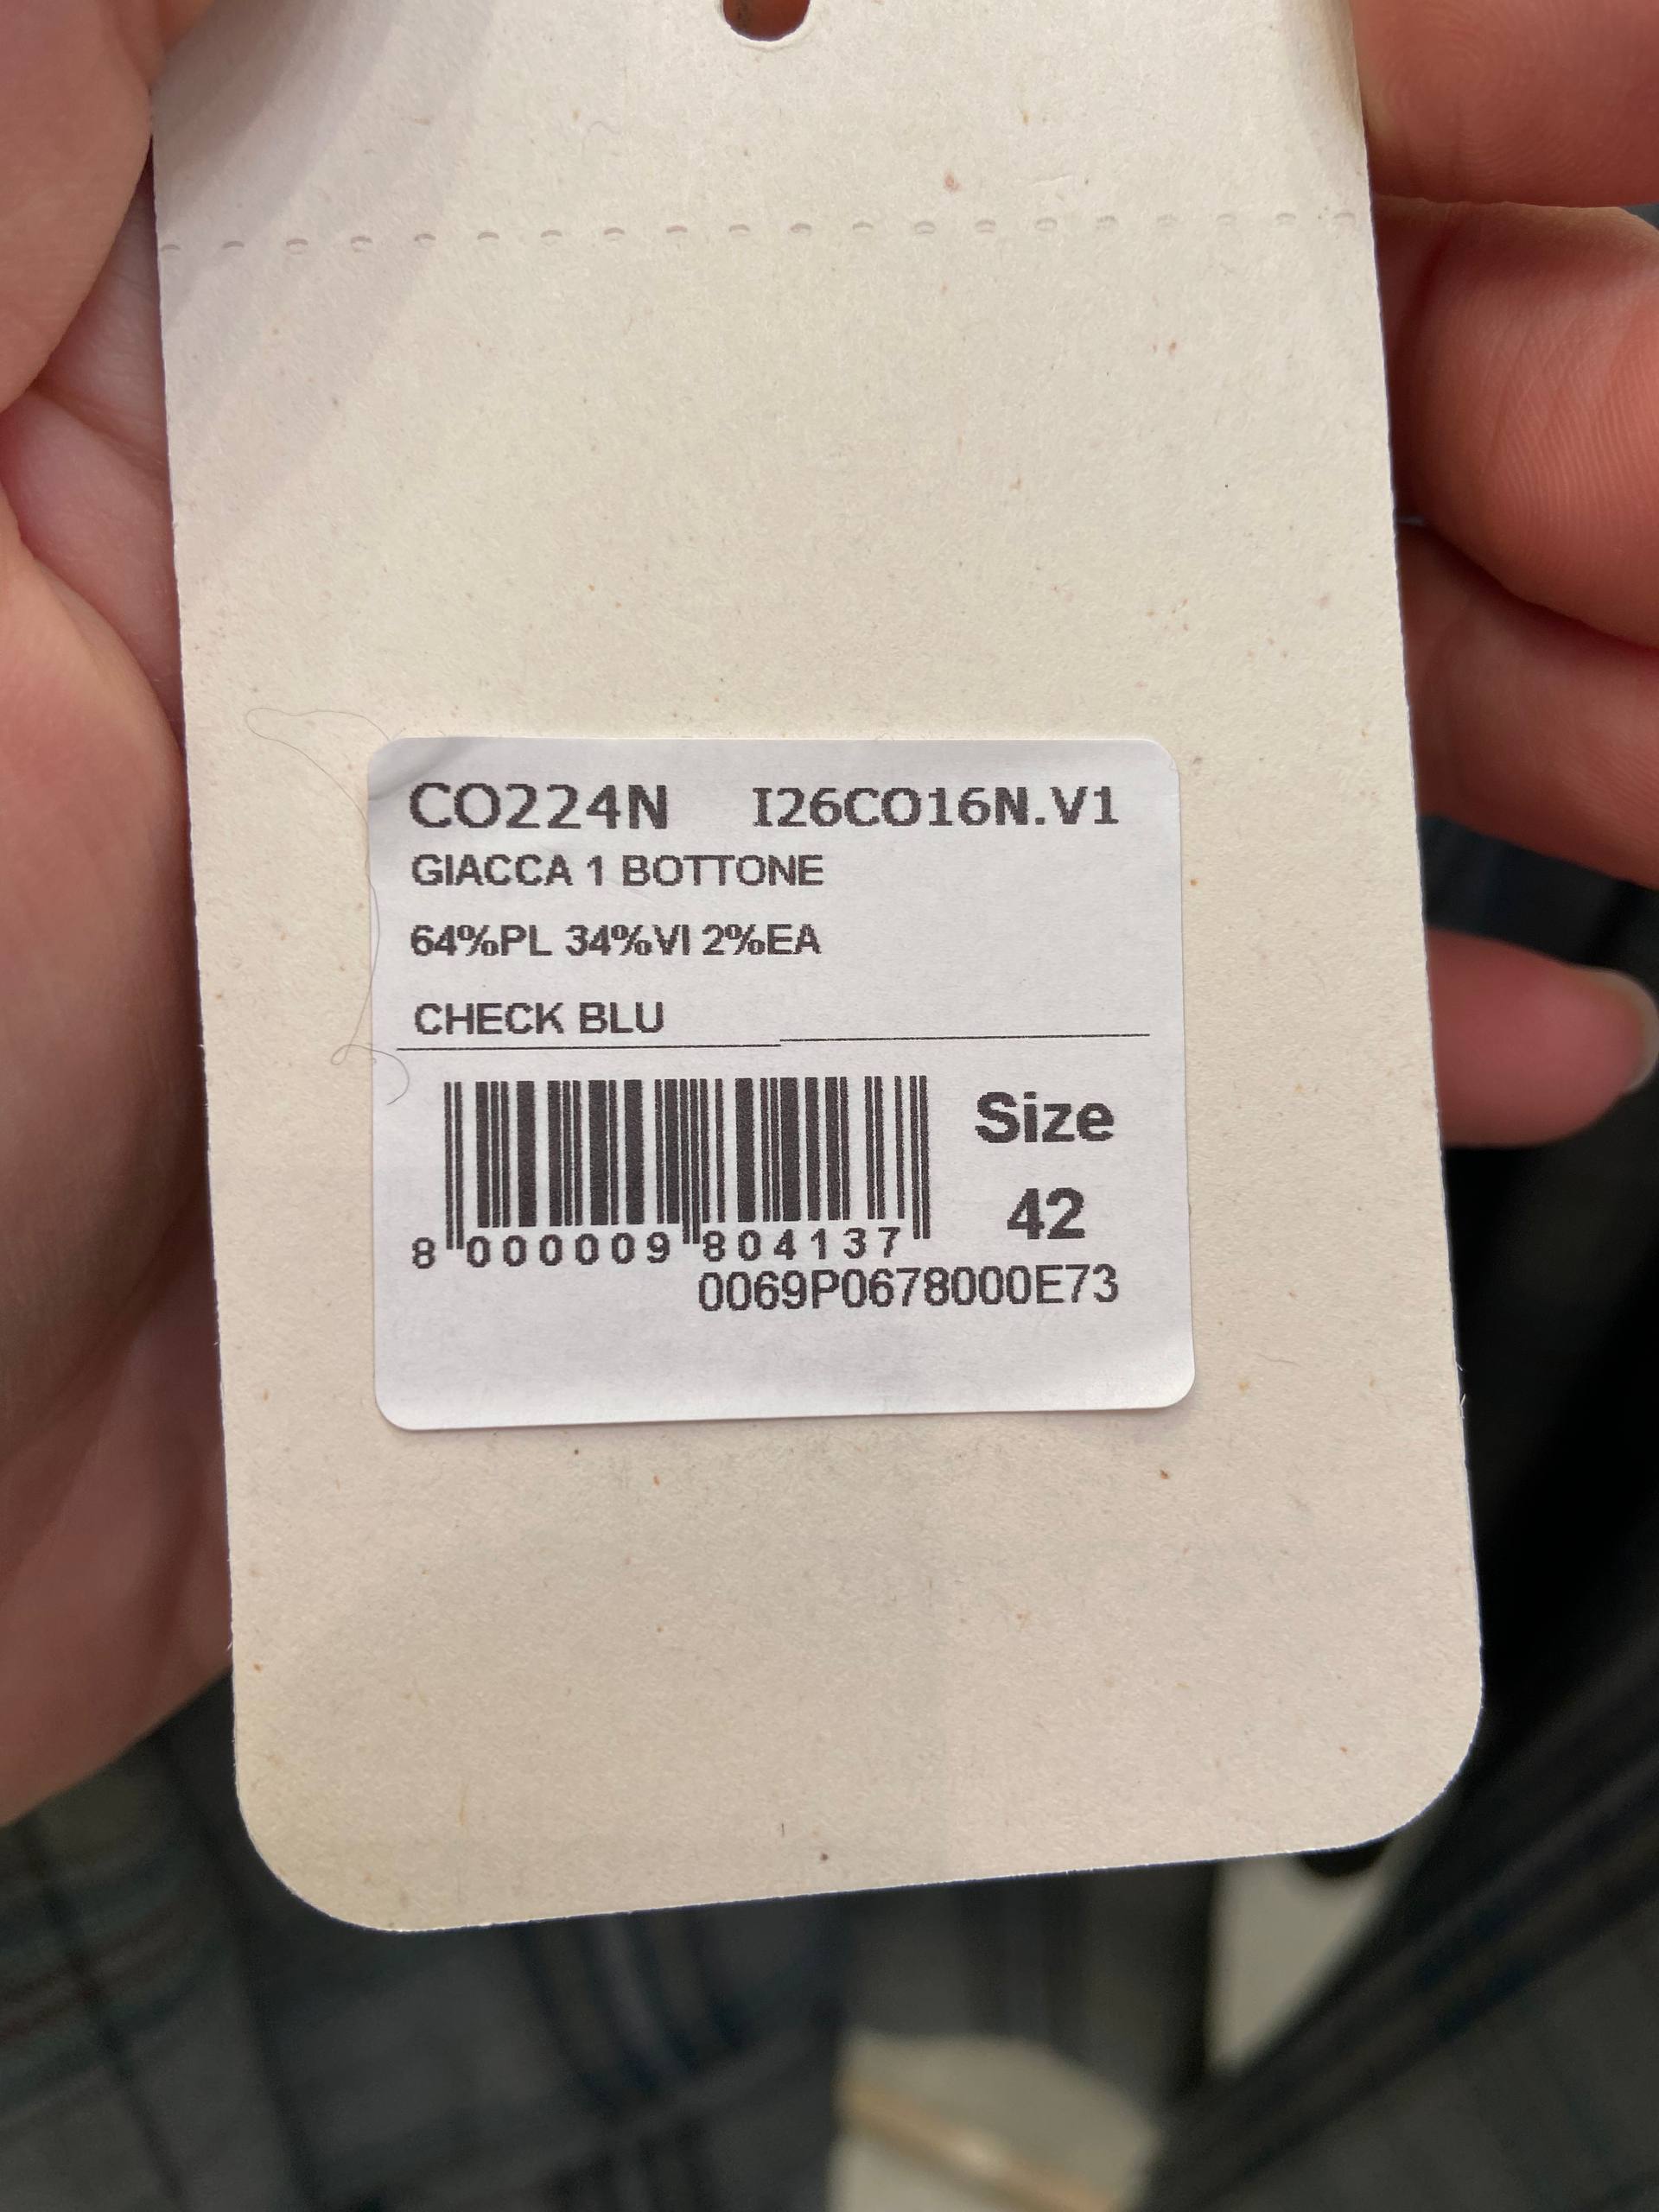 CO224N I26CO16N.V1
GIACCA 1 BOTTONE
64%PL 34%VI 2%EA
CHECK BLU
Size
42
8 000009 804137
0069P0678000E73